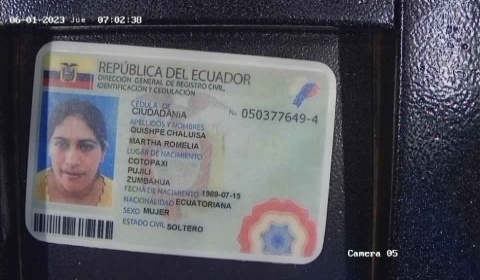 06-01-2023 Jue 07:02:30
REPÚBLICA DEL ECUADOR
DIRECCIÓN GENERAL DE REGISTRO CIVIL,
IDENTIFICACIÓN Y CEDULACIÓN
CÉDULA DE
CIUDADANÍA
No. 050377649-4
APELLIDOS Y NOMBRES
QUISHPE CHALUISA
MARTHA ROMELIA
LUGAR DE NACIMIENTO
COTOPAXI
PUJILI
ZUMBAHUA
FECHA DE NACIMIENTO 1989-07-15
NACIONALIDAD ECUATORIANA
SEXO MUJER
ESTADO CIVIL SOLTERO
Camera 05